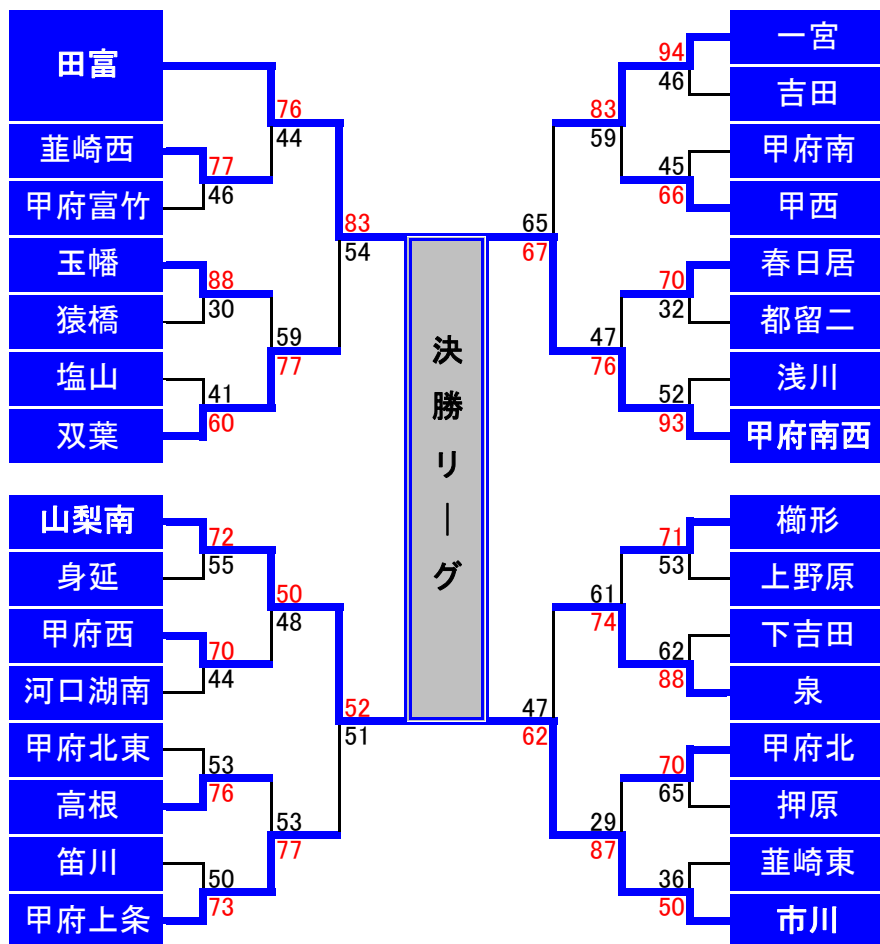 田富
76
44
韮崎西
77
46
甲府富竹
83
54
玉幡
88
30
猿橋
59
77
塩山
41
60
双葉
山梨南
72
55
身延
50
48
甲府西
70
44
河口湖南
52
51
甲府北東
53
76
高根
53
77
笛川
50
73
甲府上条
決勝リーグ
一宮
94
46
吉田
83
59
甲府南
45
66
甲西
65
67
春日居
70
32
都留二
47
76
浅川
52
93
甲府南西
櫛形
71
53
上野原
61
74
下吉田
62
88
泉
47
62
甲府北
70
65
押原
29
87
韮崎東
36
50
市川